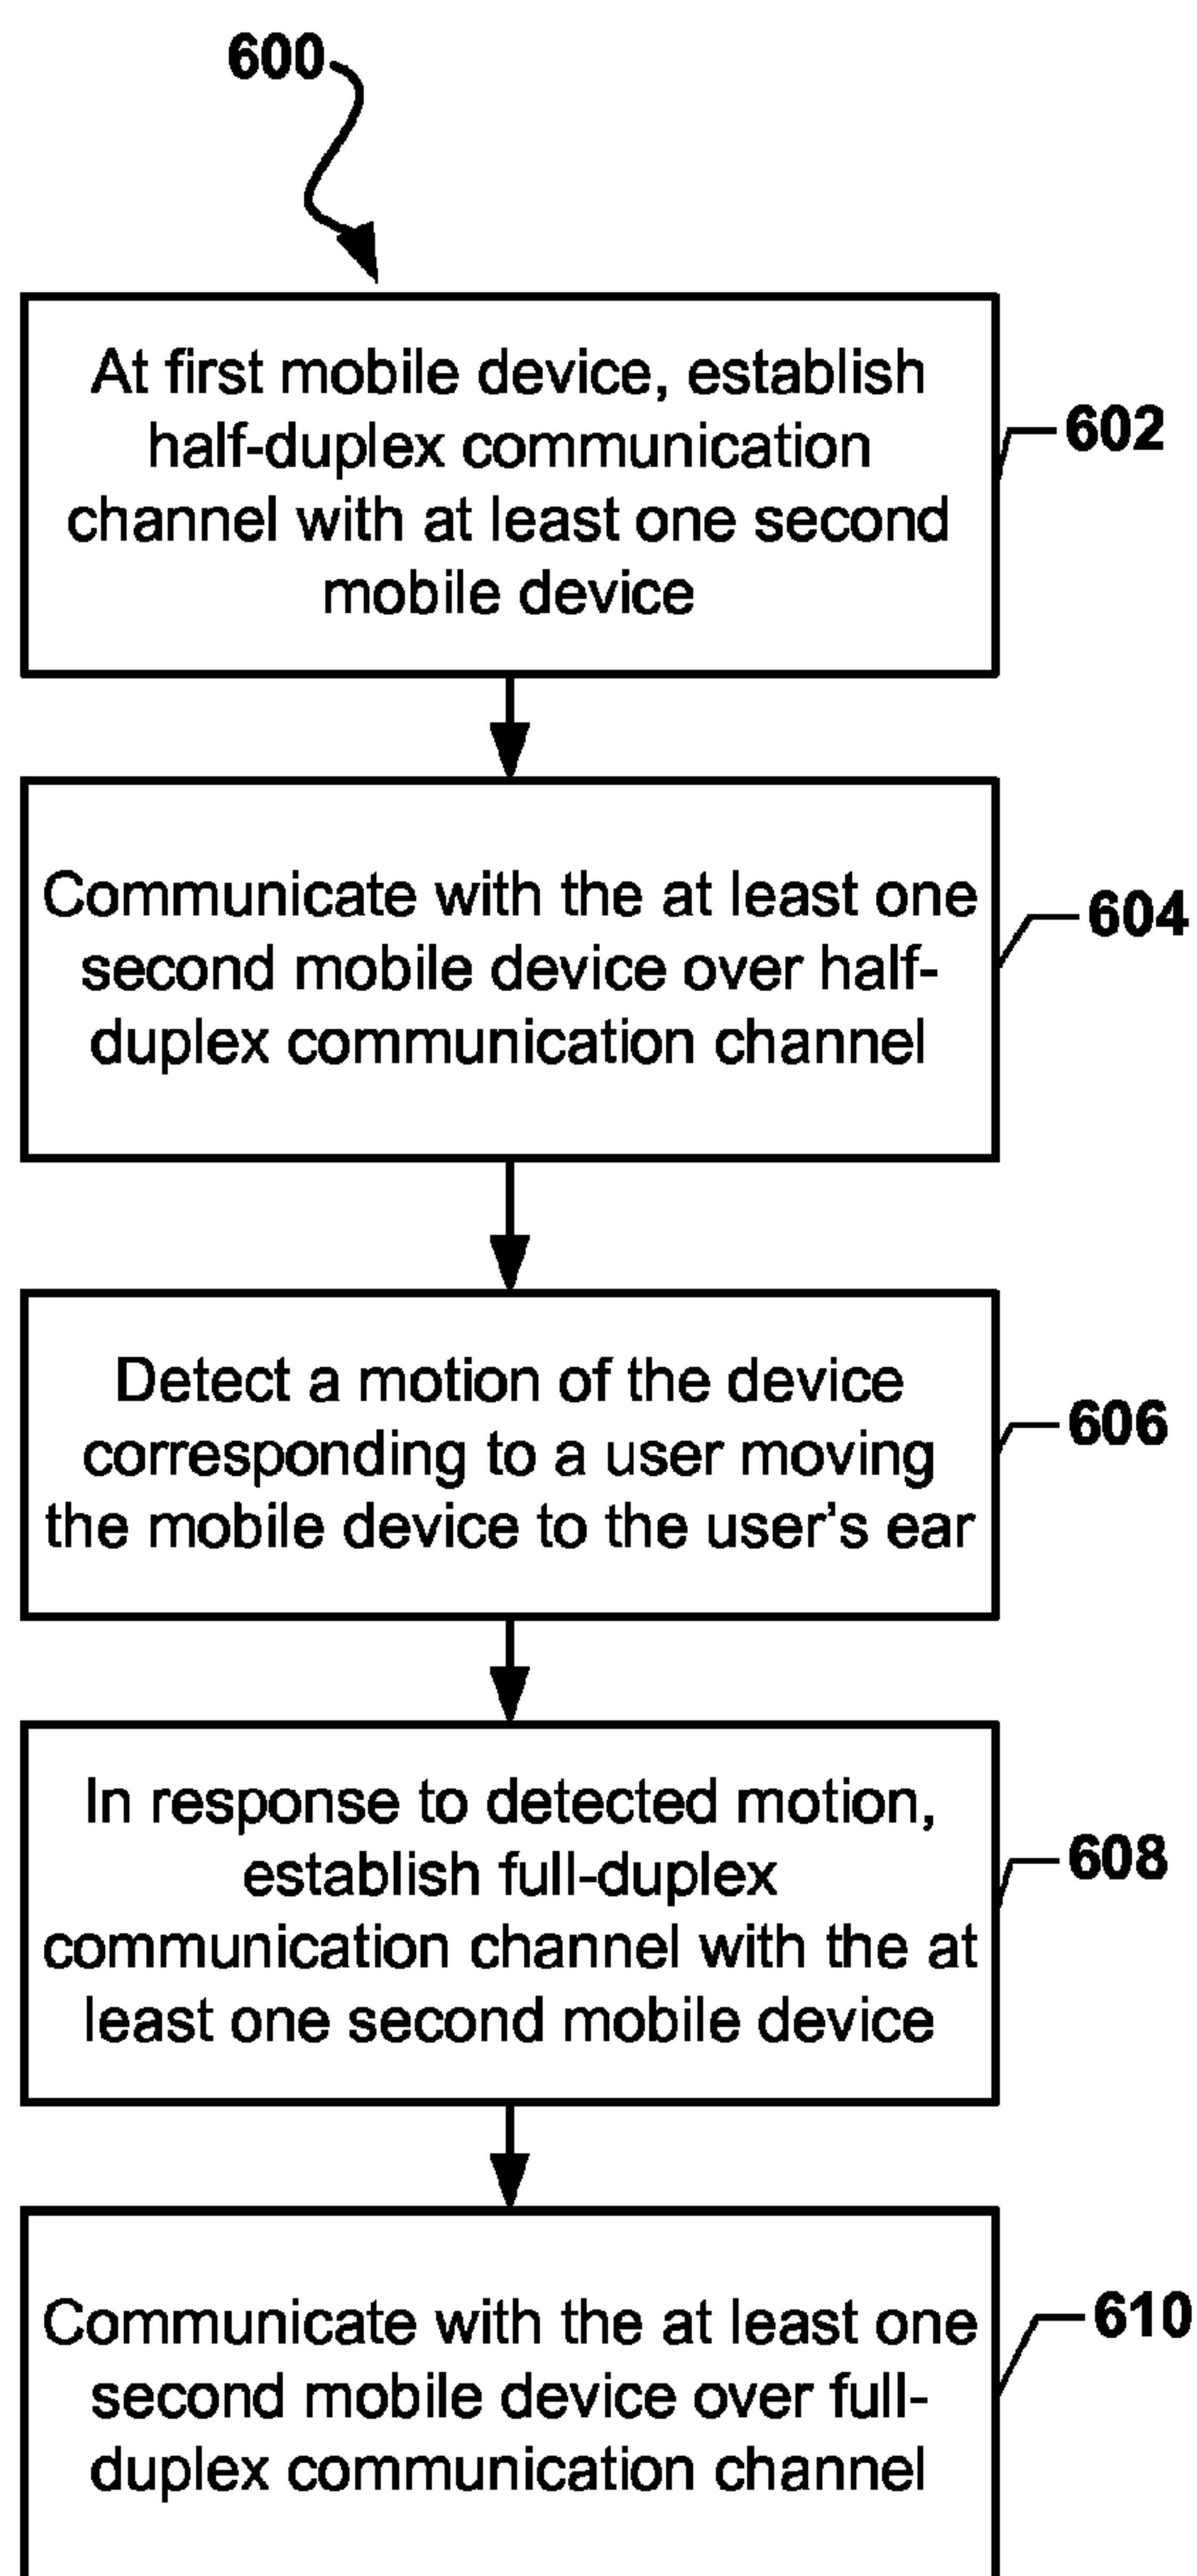 600
At first mobile device, establish
half-duplex communication
channel with at least one second
mobile device
602
Communicate with the at least one
second mobile device over half-
duplex communication channel
604
Detect a motion of the device
corresponding to a user moving
the mobile device to the user's ear
606
In response to detected motion,
establish full-duplex
communication channel with the at
least one second mobile device
608
Communicate with the at least one
second mobile device over full-
duplex communication channel
610